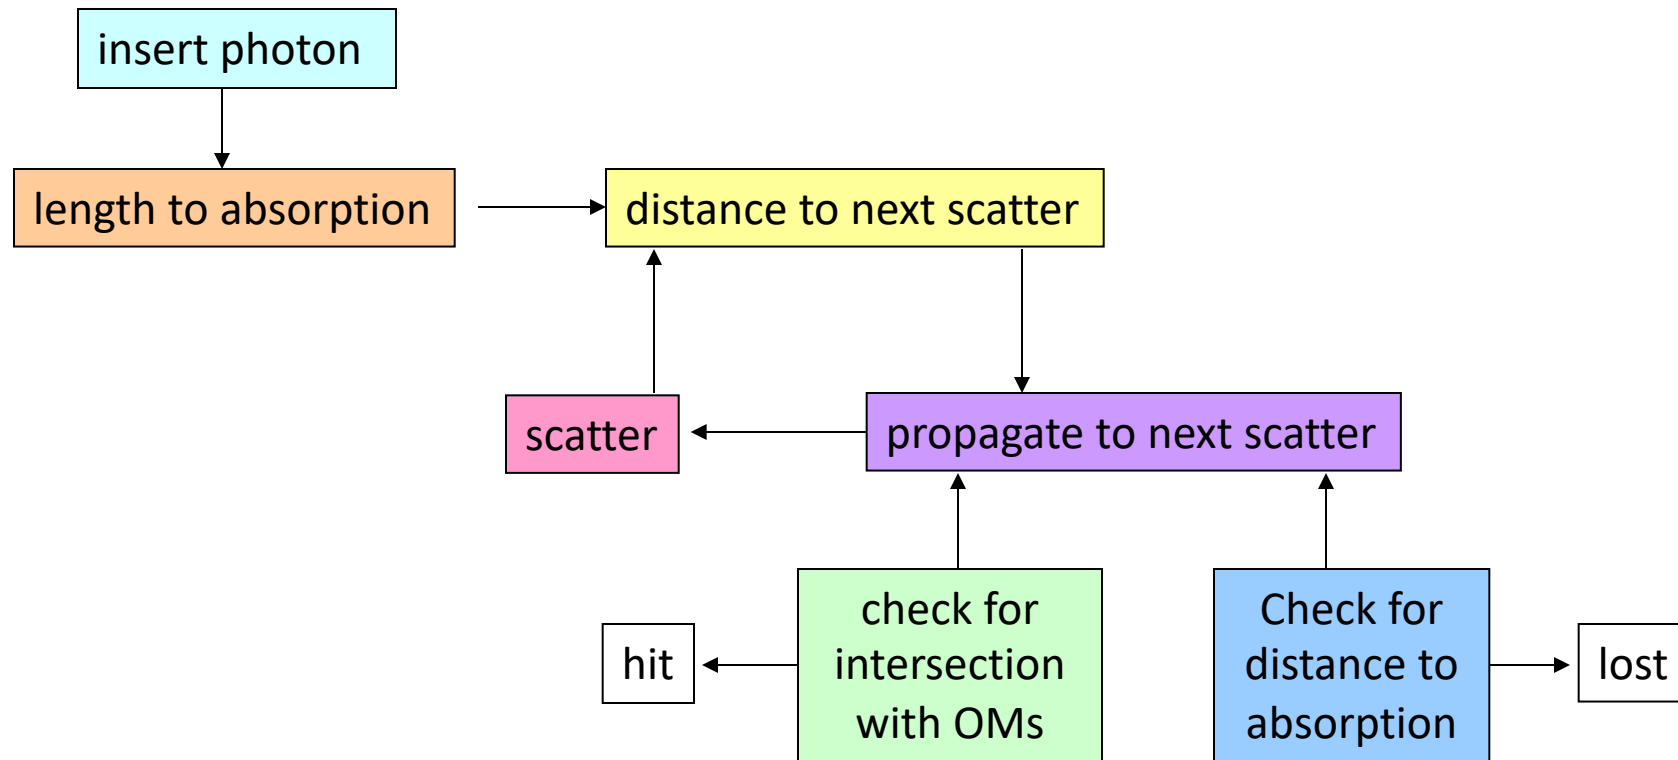 insert photon
length to absorption
distance to next scatter
scatter
propagate to next scatter
hit
check for
intersection
with OMs
Check for
distance to
absorption
lost